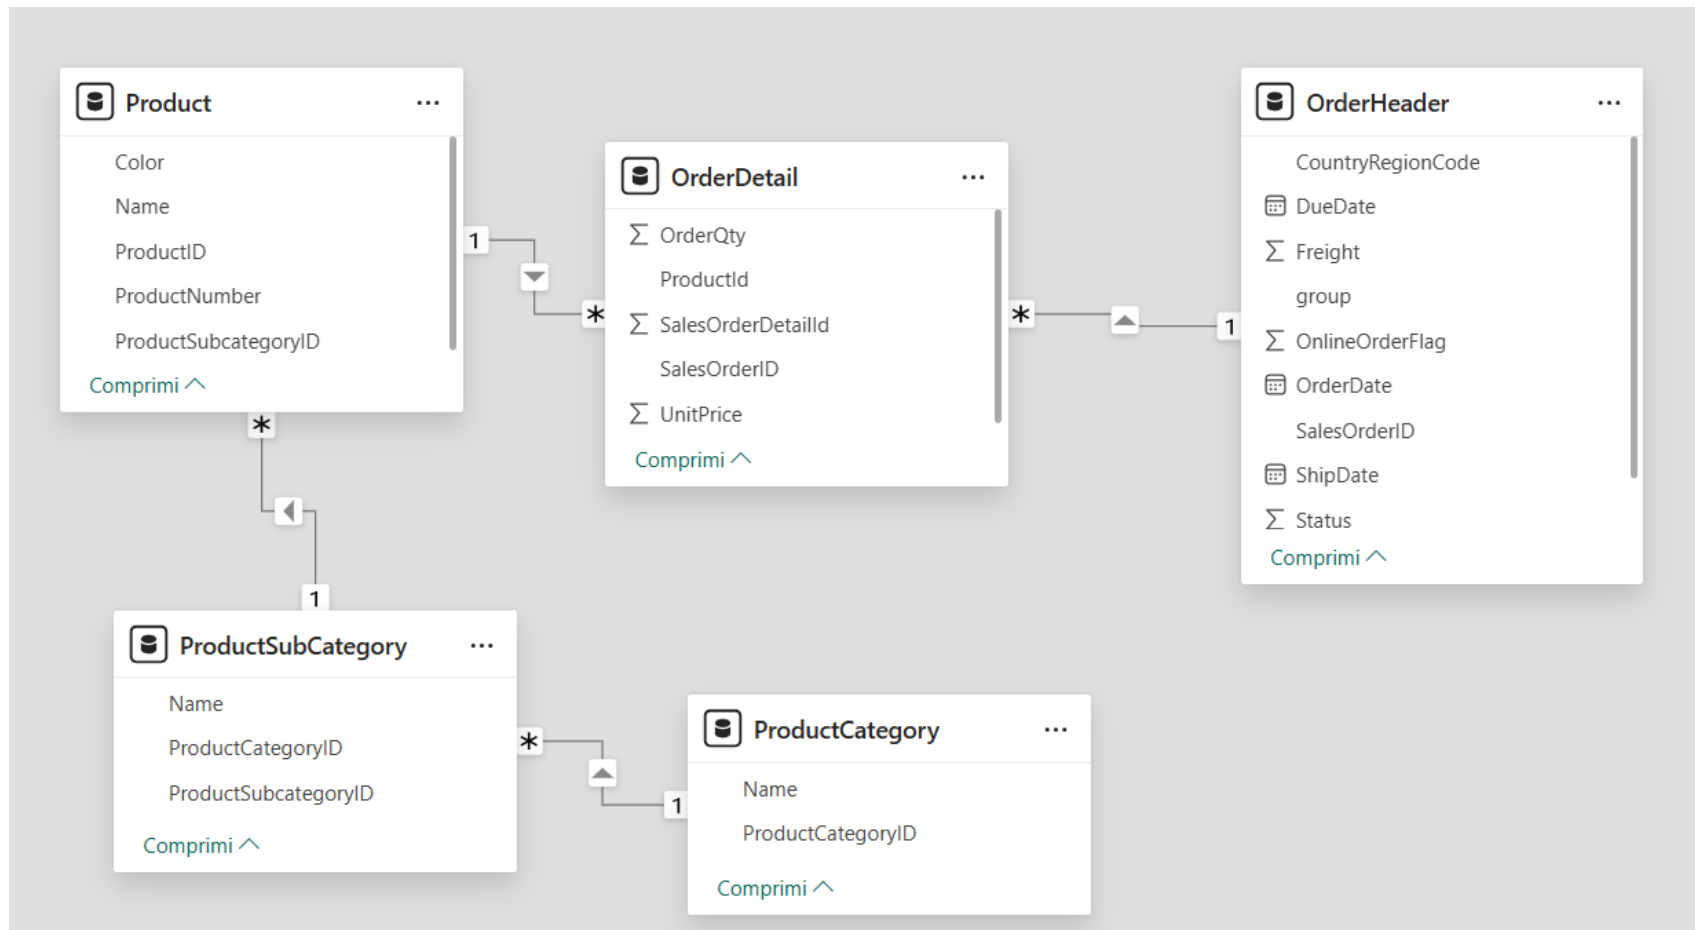 Product
Color
Name
ProductID
ProductNumber
ProductSubcategoryID
Comprimi
1
*
OrderDetail
OrderQty
ProductId
SalesOrderDetailId
SalesOrderID
UnitPrice
Comprimi
*
1
OrderHeader
CountryRegionCode
DueDate
Freight
group
OnlineOrderFlag
OrderDate
SalesOrderID
ShipDate
Status
Comprimi
*
1
ProductSubCategory
Name
ProductCategoryID
ProductSubcategoryID
Comprimi
*
1
ProductCategory
Name
ProductCategoryID
Comprimi